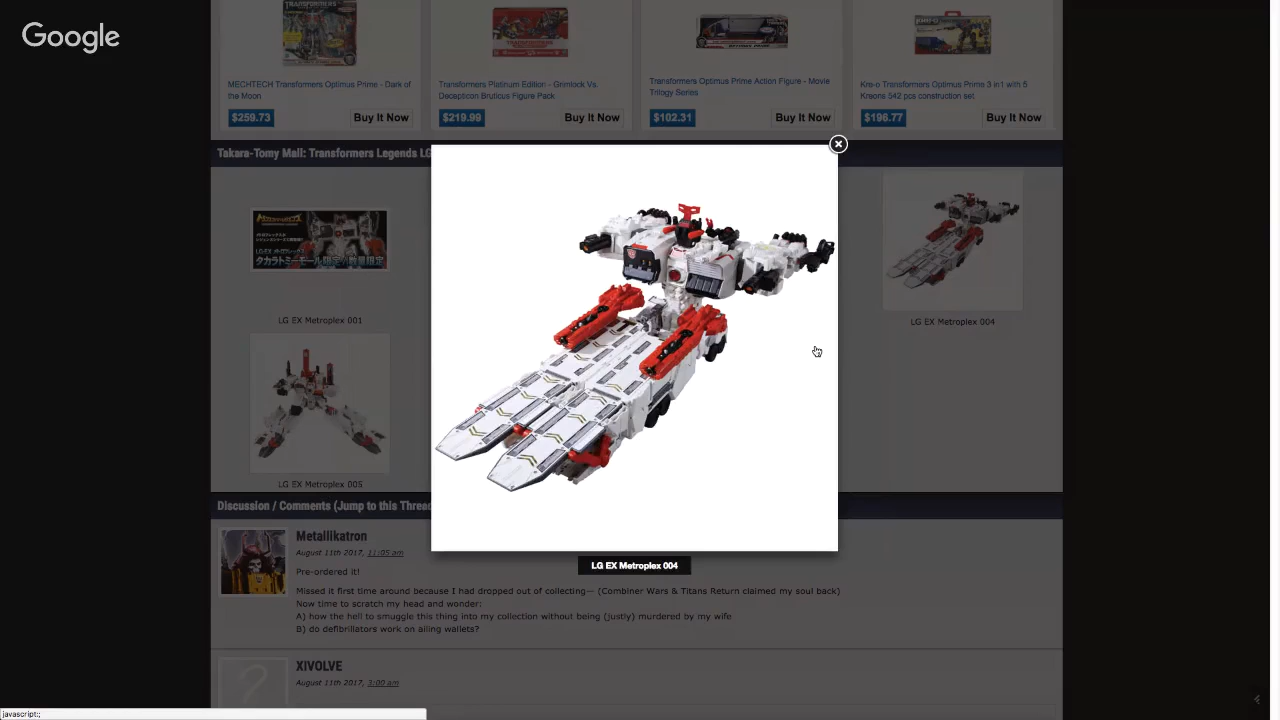 Google
MECHTECH Transformers Optimus Prime - Dark of
the Moon
$259.73
Buy It Now
Transformers Platinum Edition - Grimlock Vs.
Decepticon Bruticus Figure Pack
$219.99
Buy It Now
Transformers Optimus Prime Action Figure - Movie
Trilogy Series
$102.31
Buy It Now
Kre-o Transformers Optimus Prime 3 in1 with 5
Kreons 542 pcs construction set
$196.77
Buy It Now
Takara-Tomy Mall: Transformers Legends LG
LG EX Metroplex 001
LG EX Metroplex 004
LG EX Metroplex 005
LG EX Metroplex 004
Discussion / Comments (Jump to this Thread
Metallikatron
August 11th 2017, 11:05 am
Pre-ordered it!
Missed it first time around because I had dropped out of collecting— (Combiner Wars & Titans Return claimed my soul back)
Now time to scratch my head and wonder:
A) how the hell to smuggle this thing into my collection without being (justly) murdered by my wife
B) do defibrillators work on ailing wallets?
XIVOLVE
August 11th 2017, 3:00 am
javascript:;